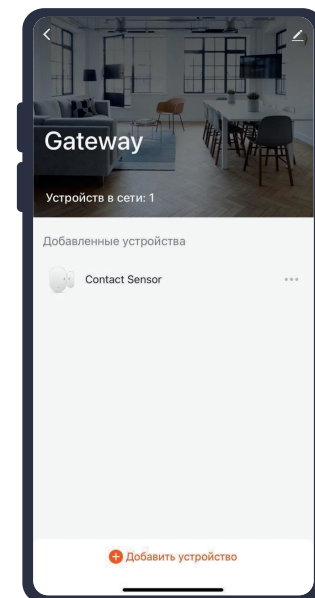 Gateway
Устройств в сети: 1
Добавленные устройства
Contact Sensor
Добавить устройство